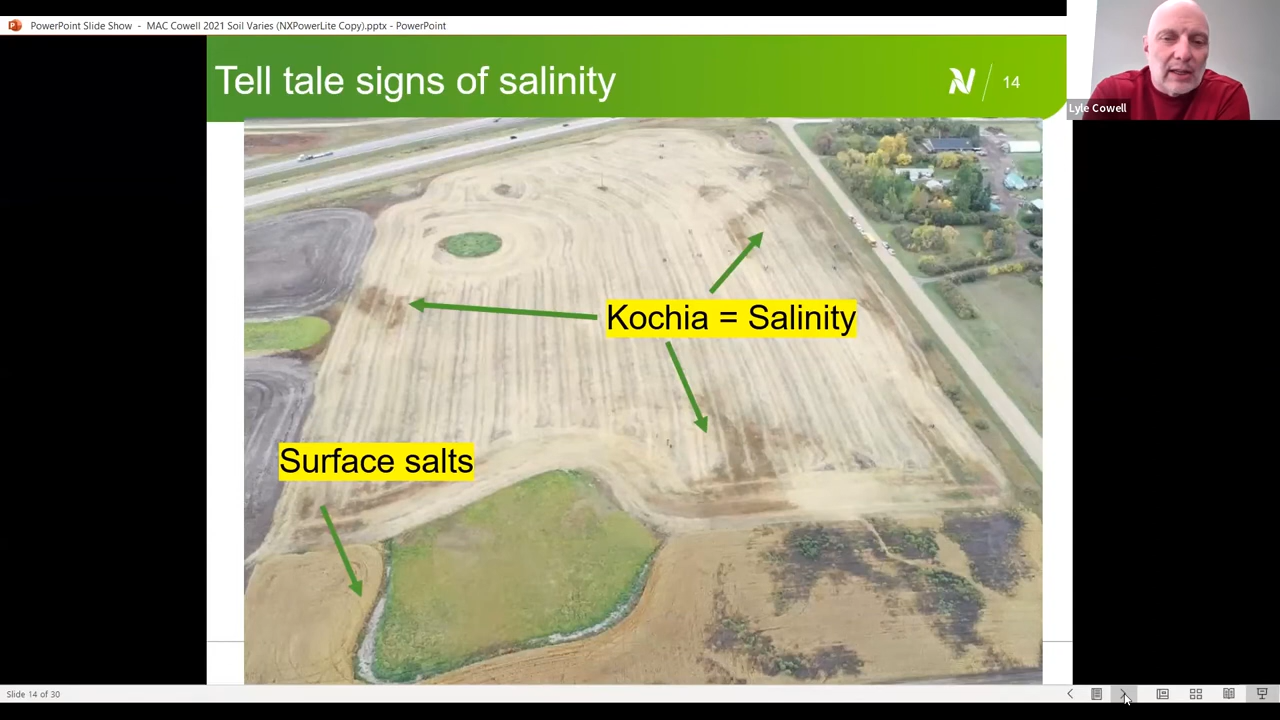 PowerPoint Slide Show - MAC Cowell 2021 Soil Varies (NXPowerLite Copy).pptx - PowerPoint
Tell tale signs of salinity
14
Lyle Cowell
Kochia = Salinity
Surface salts
Slide 14 of 30